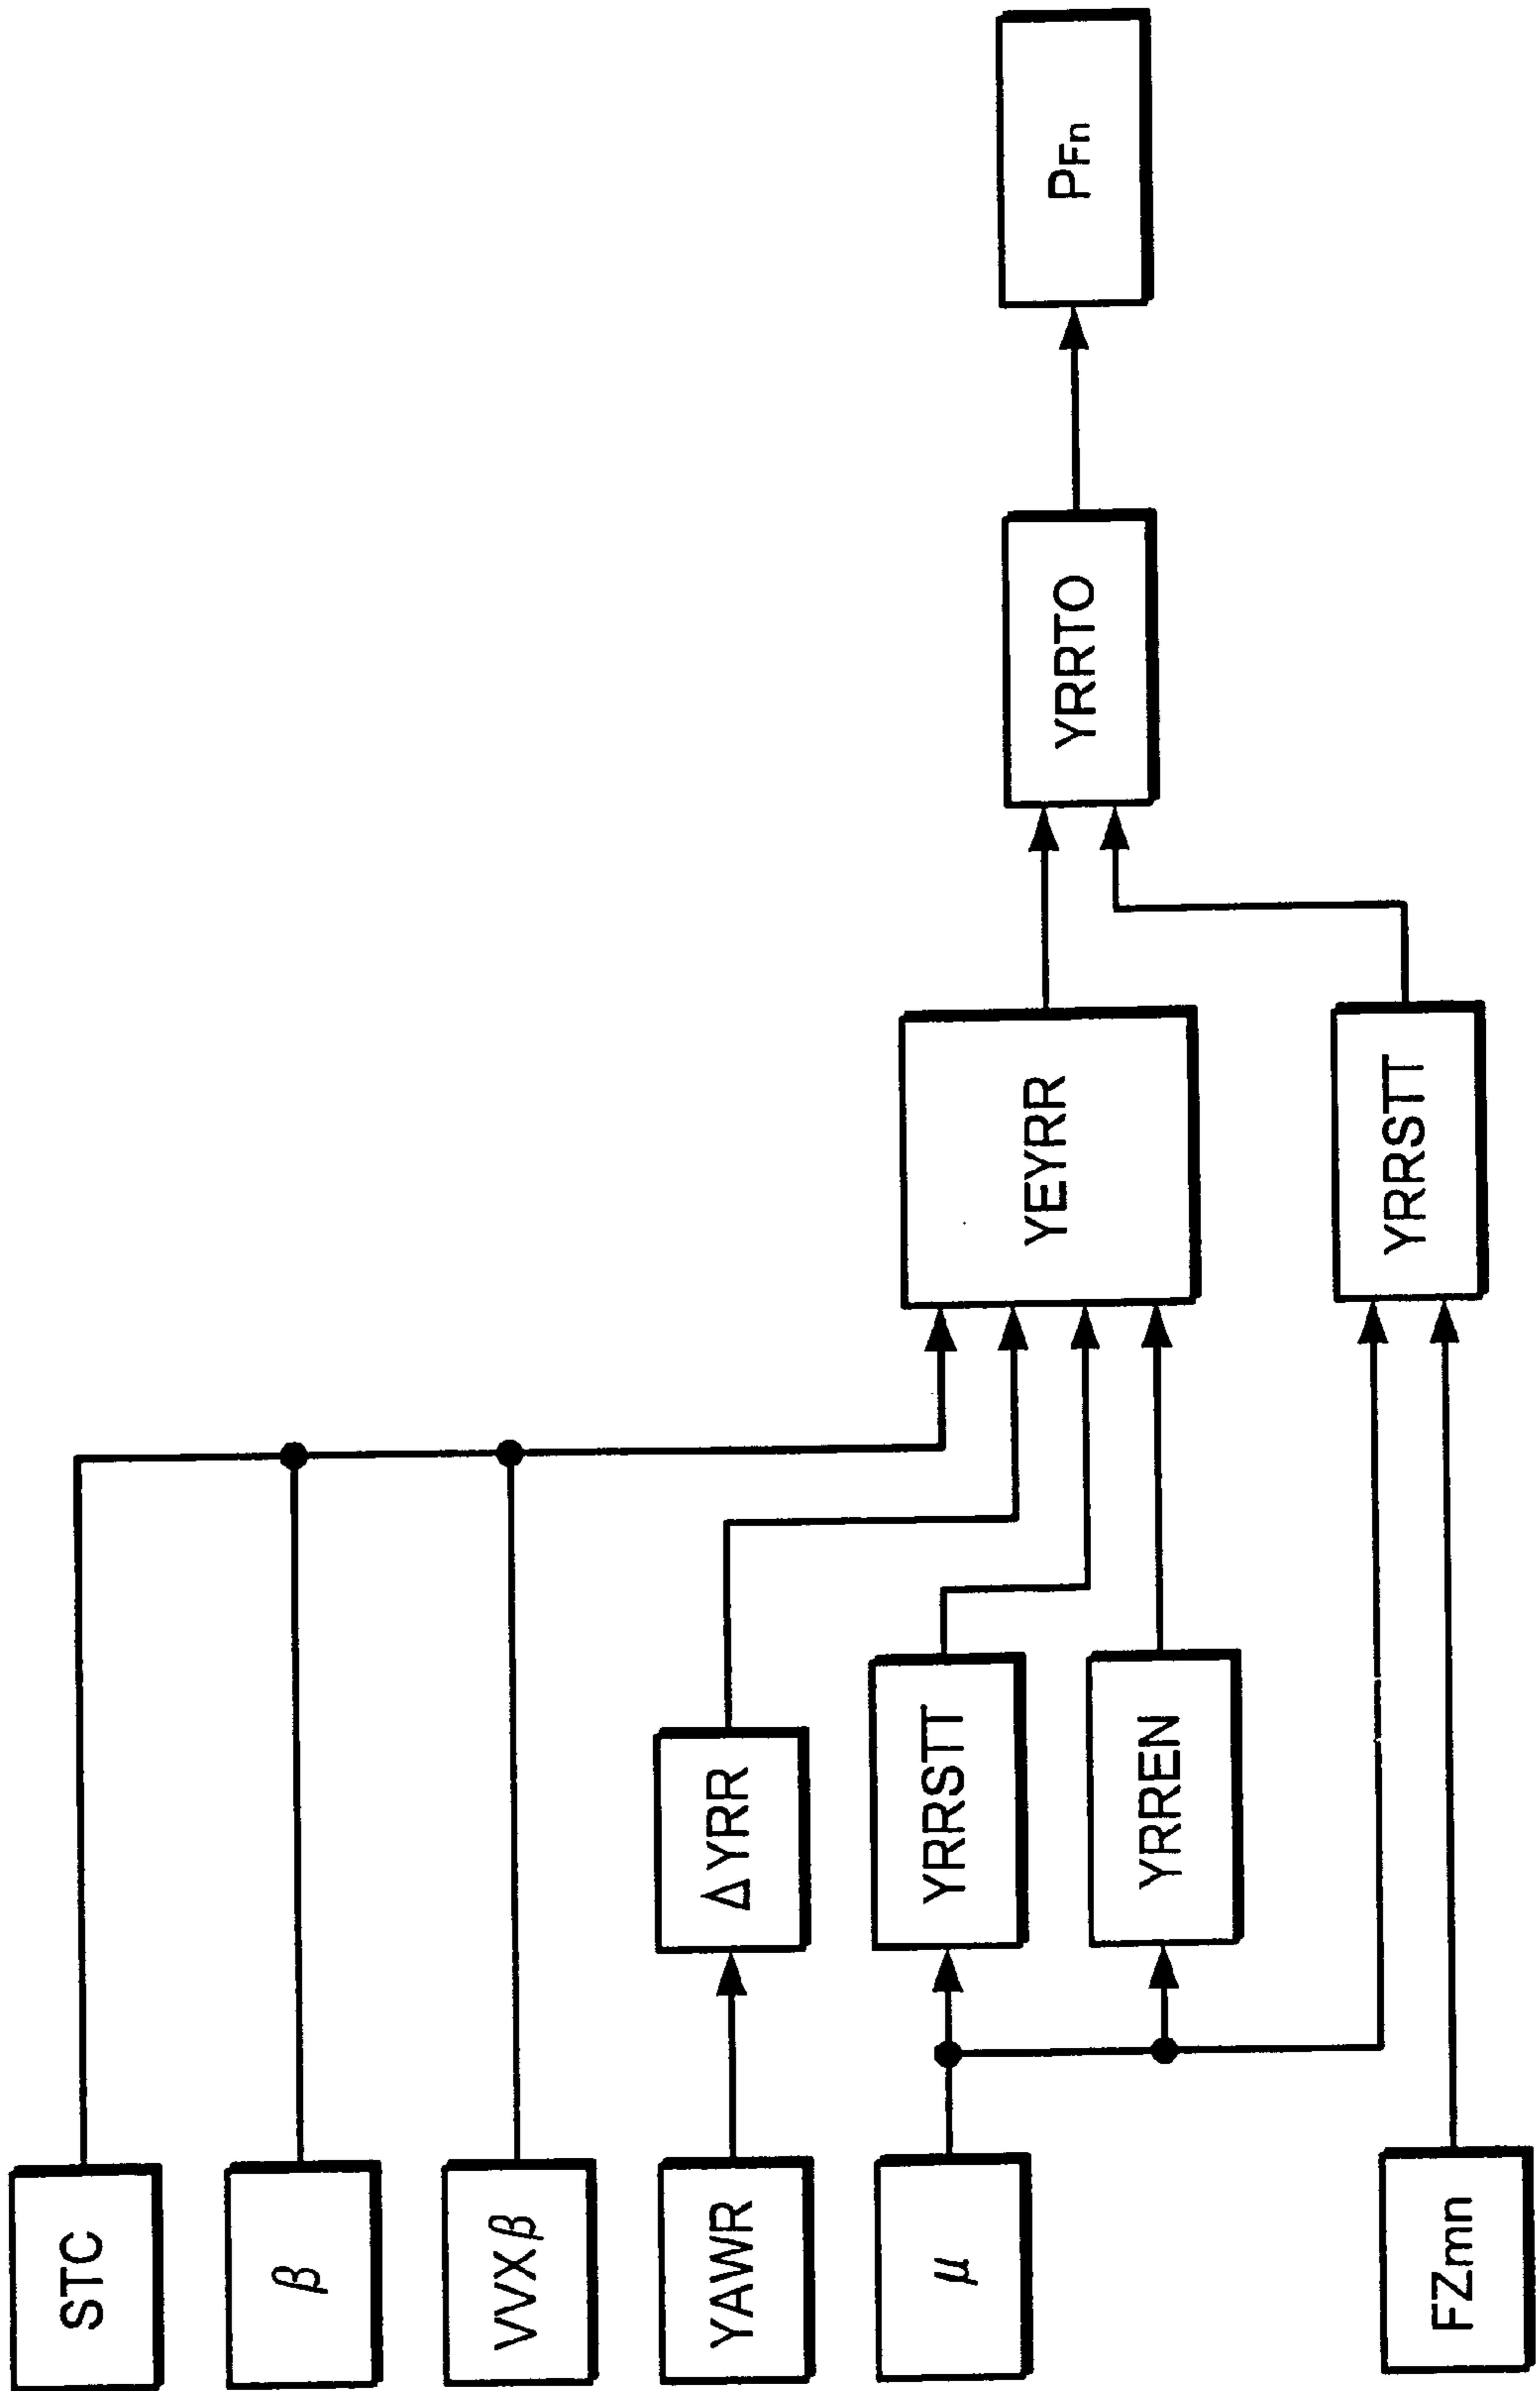 STC
β
VVXβ
YAWR
μ
FZmn
ΔYRR
YRRSTT
YRREN
YEYRR
YRRSTT
YRRTO
PFn